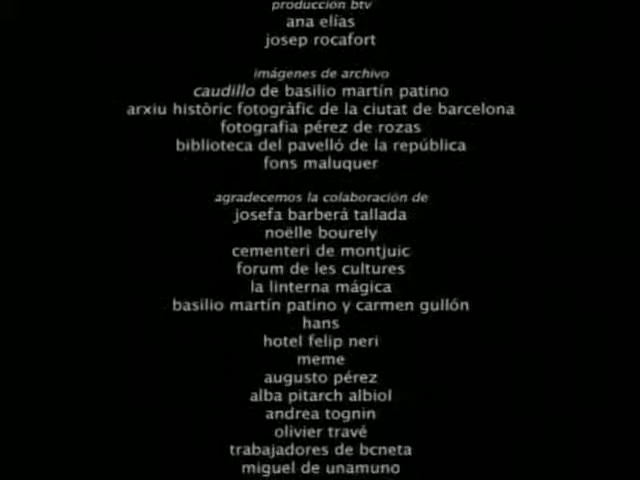 producción btv
ana elías
josep rocafort
imágenes de archivo
caudillo de basilio martín patino
arxiu històric fotogràfic de la ciutat de barcelona
fotografia pérez de rozas
biblioteca del pavelló de la república
fons maluquer
agradecemos la colaboración de
josefa barberá tallada
noëlle bourely
cementeri de montjuic
forum de les cultures
la linterna mágica
basilio martín patino y carmen gullón
hans
hotel felip neri
meme
augusto pérez
alba pitarch albiol
andrea tognin
olivier travé
trabajadores de bcneta
miguel de unamuno